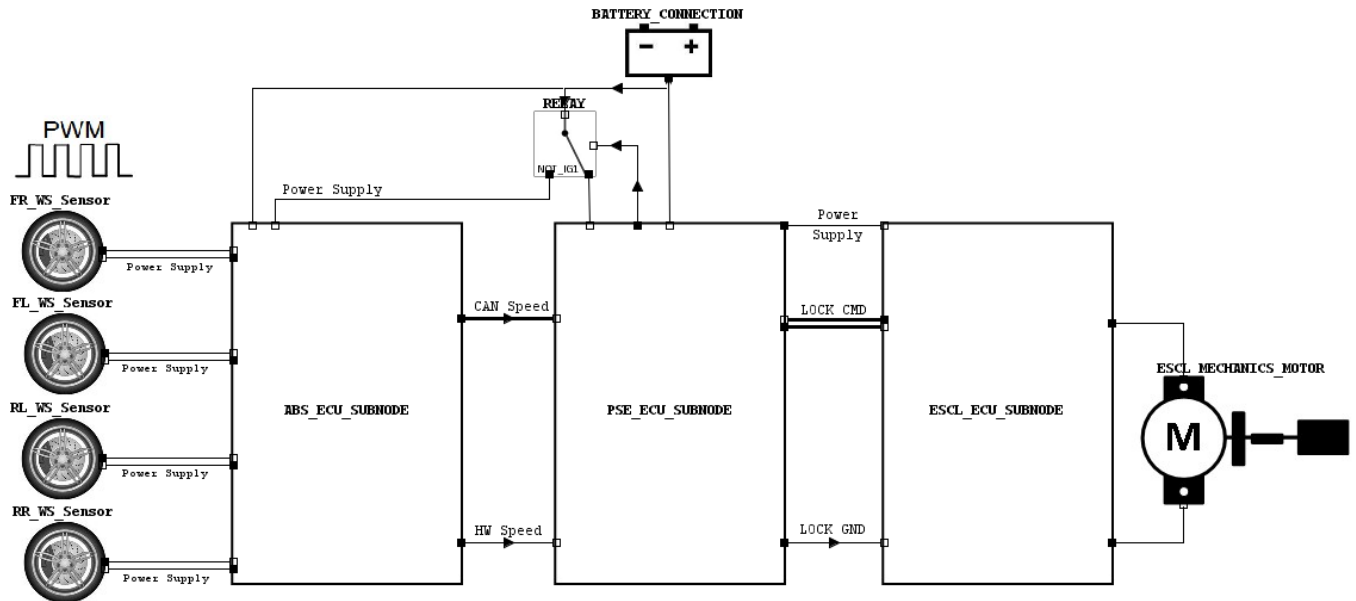 BATTERY_CONNECTION
- +
RELAY
PWM
NOT_IG1
Power Supply
FR_WS_Sensor
Power
Supply
Power Supply
FL_WS_Sensor
CAN Speed
LOCK CMD
Power Supply
ESCL_MECHANICS_MOTOR
RL_WS_Sensor
ABS_ECU_SUBNODE
PSE_ECU_SUBNODE
ESCL_ECU_SUBNODE
M
Power Supply
RR_WS_Sensor
HW Speed
LOCK GND
Power Supply